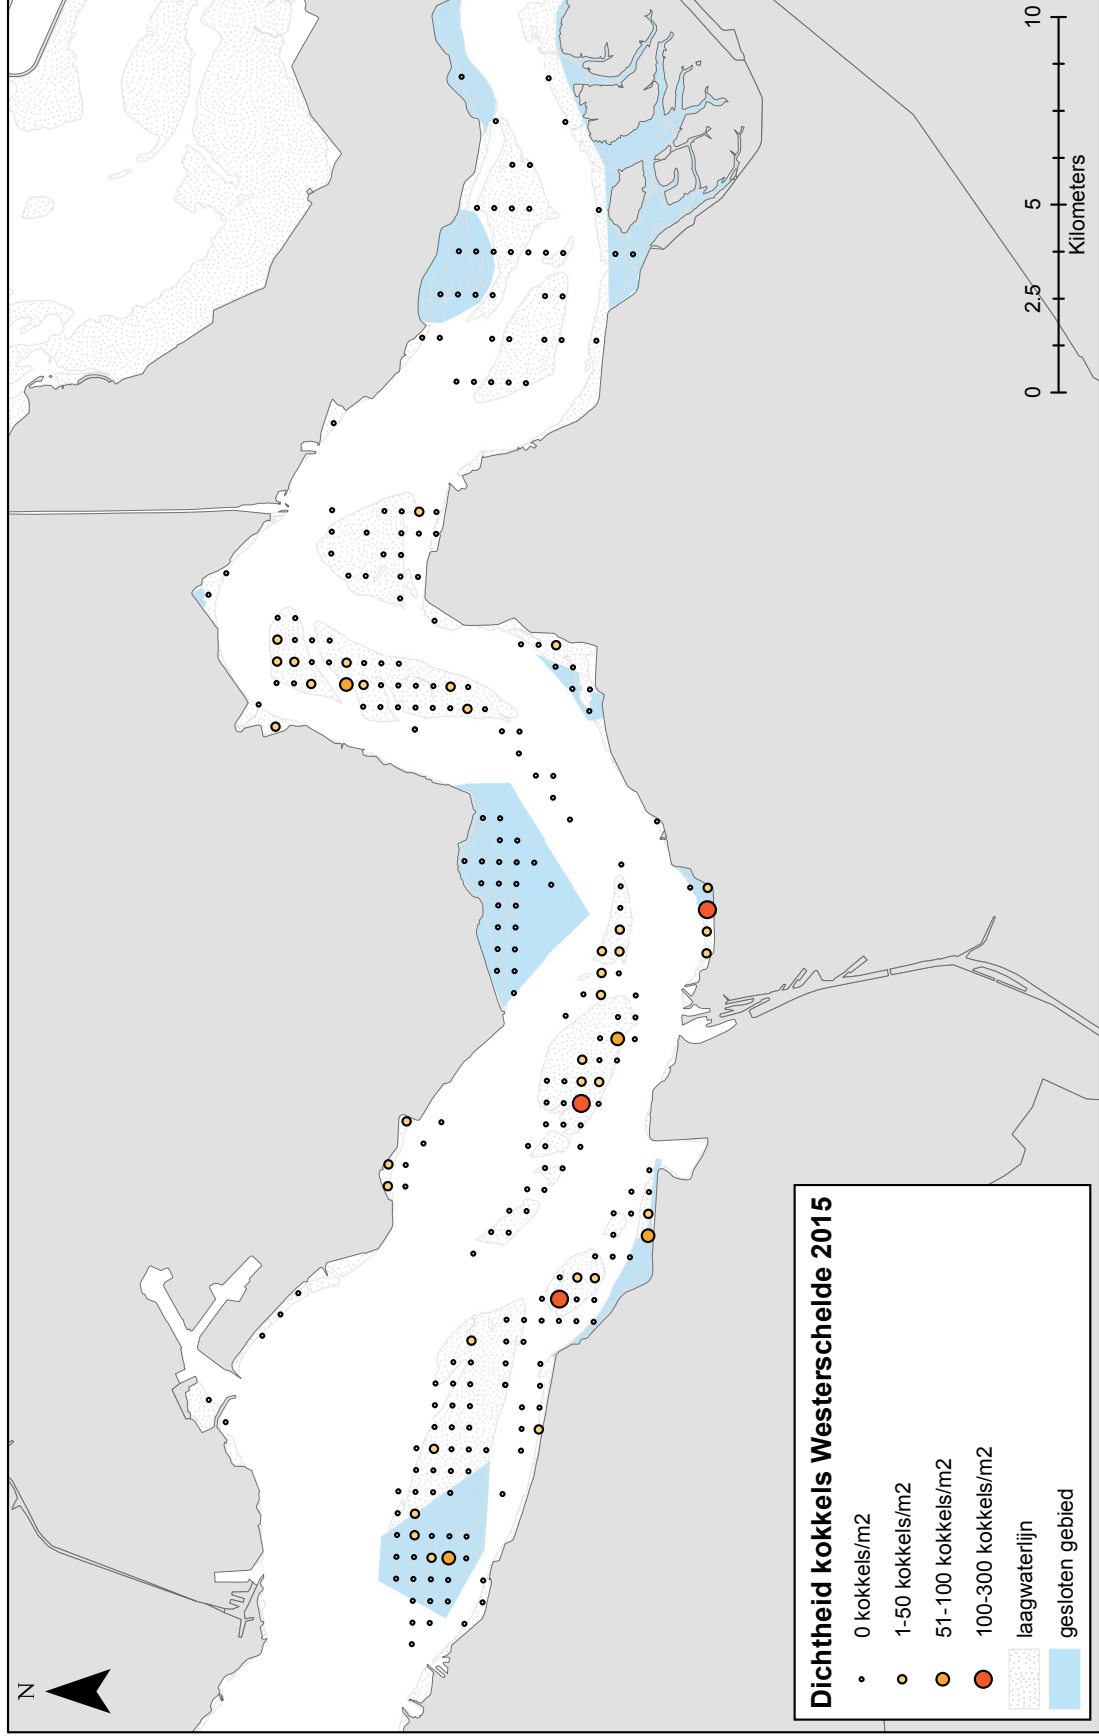 N
Dichtheid kokkels Westerschelde 2015
0 kokkels/m2
1-50 kokkels/m2
51-100 kokkels/m2
100-300 kokkels/m2
laagwaterlijn
gesloten gebied
0 2.5 5 10
Kilometers